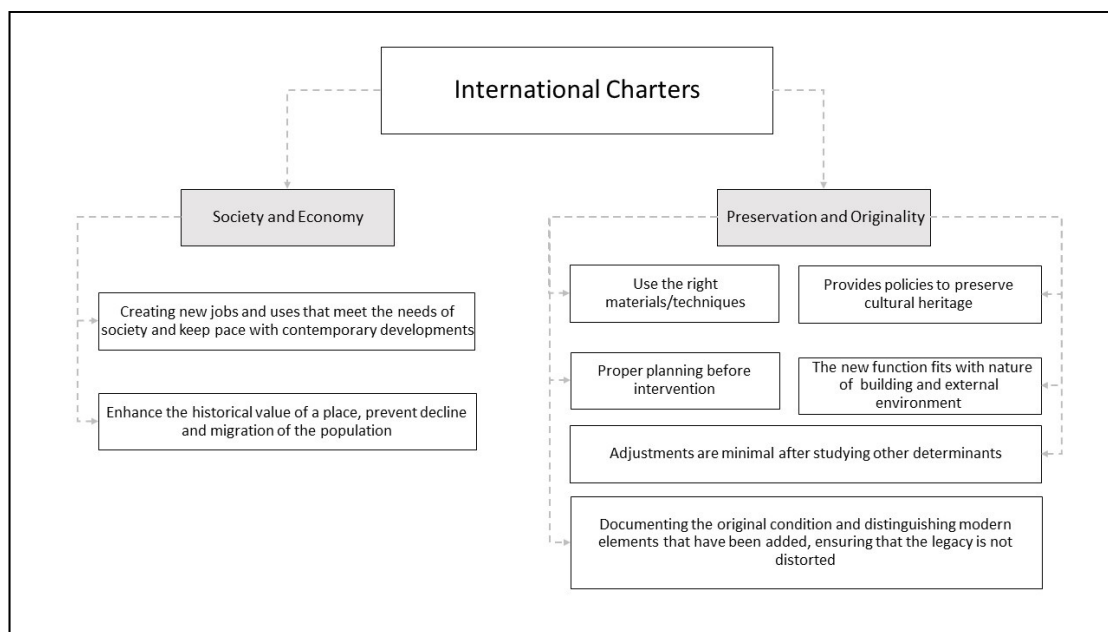 International Charters
Society and Economy
Creating new jobs and uses that meet the needs of
society and keep pace with contemporary developments
Enhance the historical value of a place, prevent decline
and migration of the population
Preservation and Originality
Use the right
materials/techniques
Provides policies to preserve
cultural heritage
Proper planning before
intervention
The new function fits with nature
of building and external
environment
Adjustments are minimal after studying other determinants
Documenting the original condition and distinguishing modern
elements that have been added, ensuring that the legacy is not
distorted